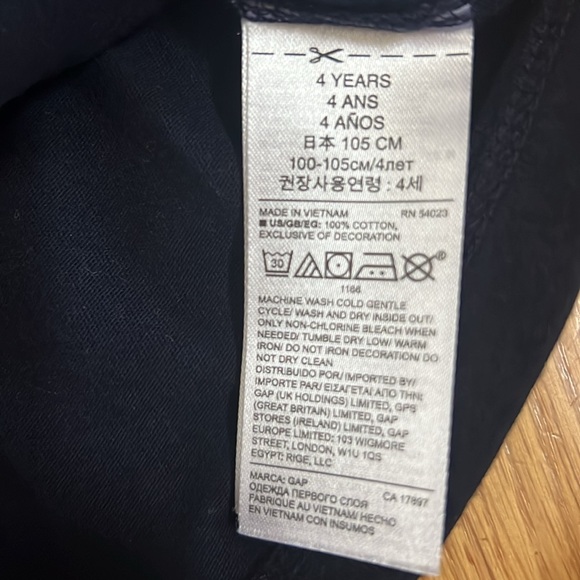 4 YEARS
4 ANS
4 AÑOS
日本 105 CM
100-105см/4лет
권장사용연령 : 4세
MADE IN VIETNAM RN 54023
■ US/GB/EG: 100% COTTON,
EXCLUSIVE OF DECORATION
30
®
1166
MACHINE WASH COLD GENTLE
CYCLE/ WASH AND DRY INSIDE OUT/
ONLY NON-CHLORINE BLEACH WHEN
NEEDED/ TUMBLE DRY LOW/ WARM
IRON/ DO NOT IRON DECORATION/ DO
NOT DRY CLEAN
DISTRIBUIDO POR/ IMPORTED BY/
IMPORTE PAR/ ΕΙΣΑΓΕΤΑΙ ΑΠΟ ΤΗΝ:
GAP (UK HOLDINGS) LIMITED, GPS
(GREAT BRITAIN) LIMITED, GAP
STORES (IRELAND) LIMITED, GAP
EUROPE LIMITED: 103 WIGMORE
STREET, LONDON, W1U 1QS
EGYPT: RIGE, LLC
MARCA: GAP
ОДЕЖДА ПЕРВОГО СЛОЯ CA 17897
FABRIQUE AU VIETNAM/ HECHO
EN VIETNAM CON INSUMOS